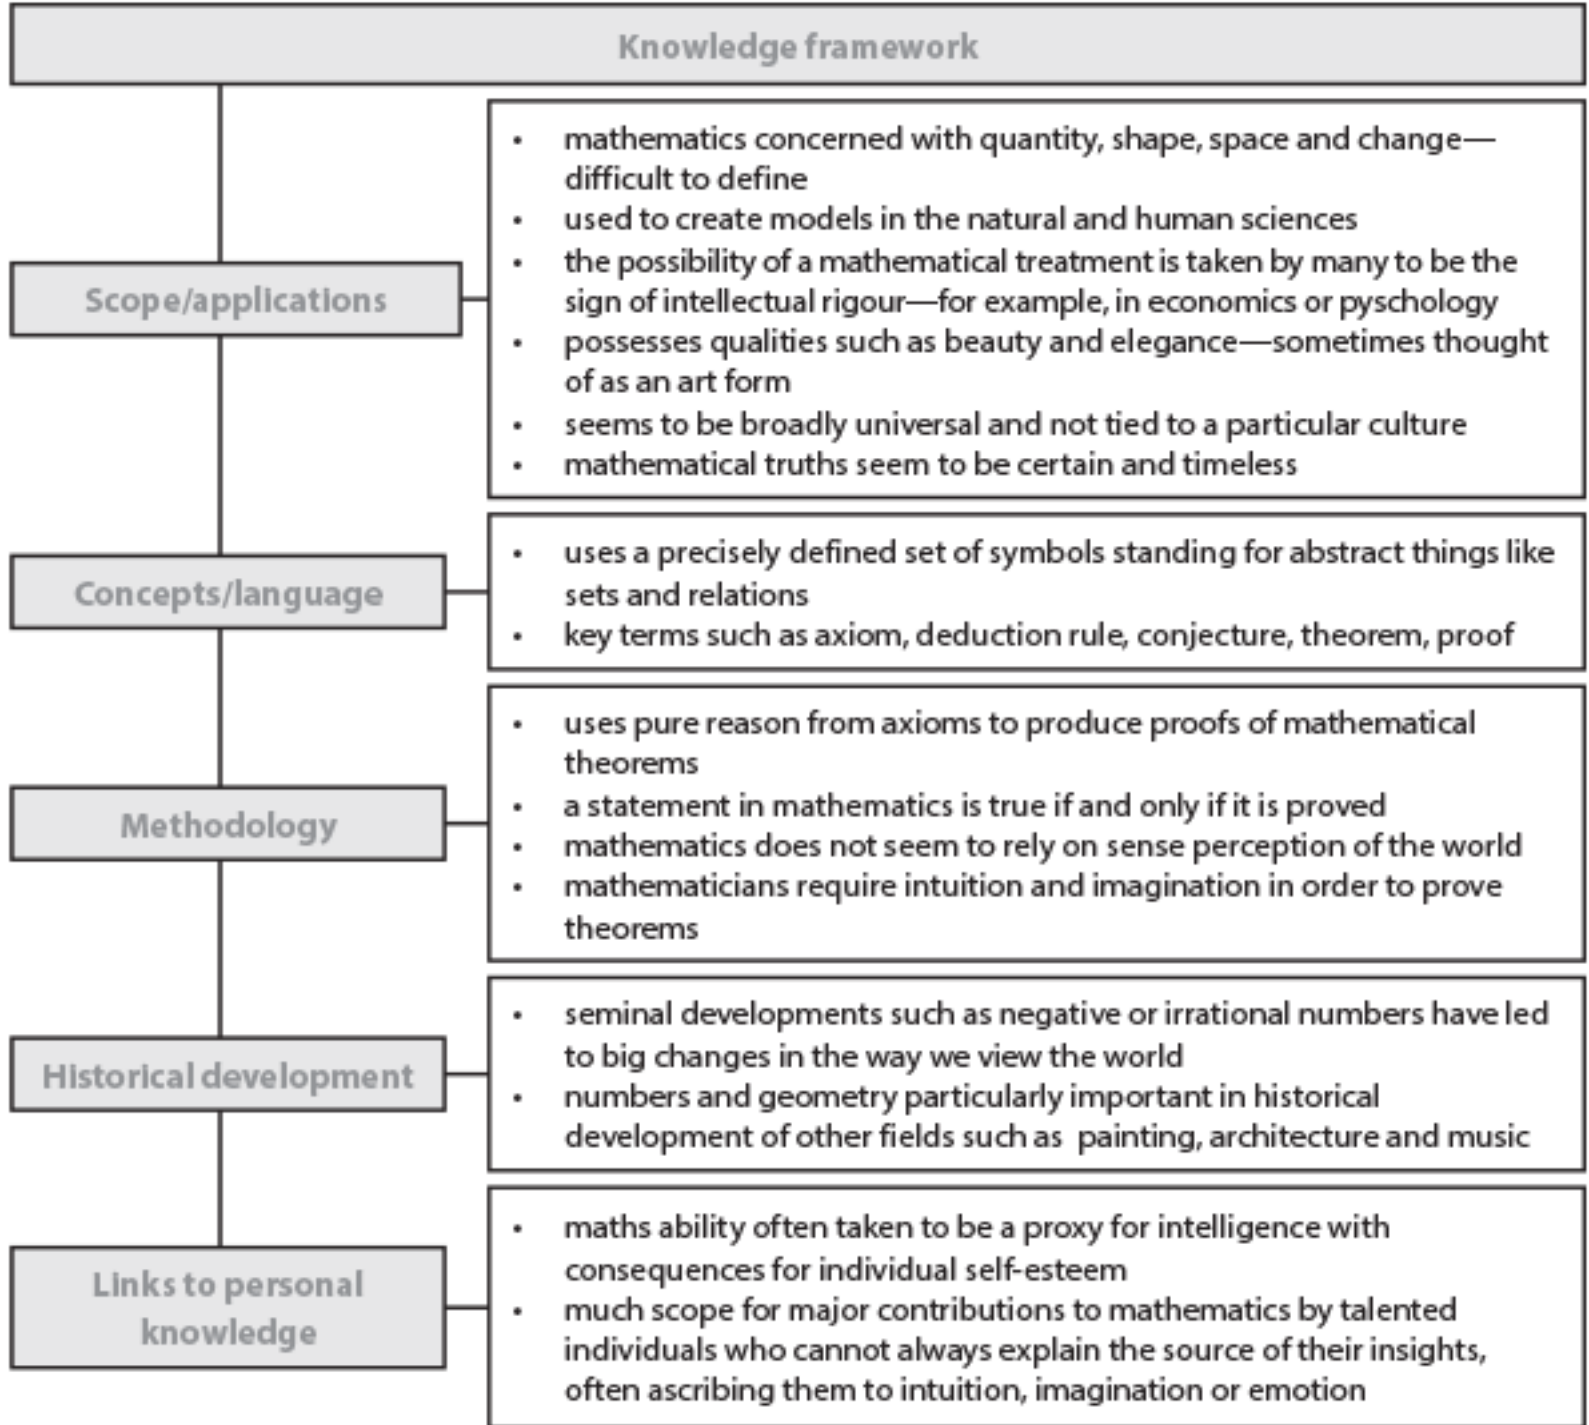 Knowledge framework
Scope/applications
• mathematics concerned with quantity, shape, space and change—
difficult to define
• used to create models in the natural and human sciences
• the possibility of a mathematical treatment is taken by many to be the
sign of intellectual rigour—for example, in economics or pyschology
• possesses qualities such as beauty and elegance—sometimes thought
of as an art form
• seems to be broadly universal and not tied to a particular culture
• mathematical truths seem to be certain and timeless
Concepts/language
• uses a precisely defined set of symbols standing for abstract things like
sets and relations
• key terms such as axiom, deduction rule, conjecture, theorem, proof
Methodology
• uses pure reason from axioms to produce proofs of mathematical
theorems
• a statement in mathematics is true if and only if it is proved
• mathematics does not seem to rely on sense perception of the world
• mathematicians require intuition and imagination in order to prove
theorems
Historical development
• seminal developments such as negative or irrational numbers have led
to big changes in the way we view the world
• numbers and geometry particularly important in historical
development of other fields such as painting, architecture and music
Links to personal
knowledge
• maths ability often taken to be a proxy for intelligence with
consequences for individual self-esteem
• much scope for major contributions to mathematics by talented
individuals who cannot always explain the source of their insights,
often ascribing them to intuition, imagination or emotion